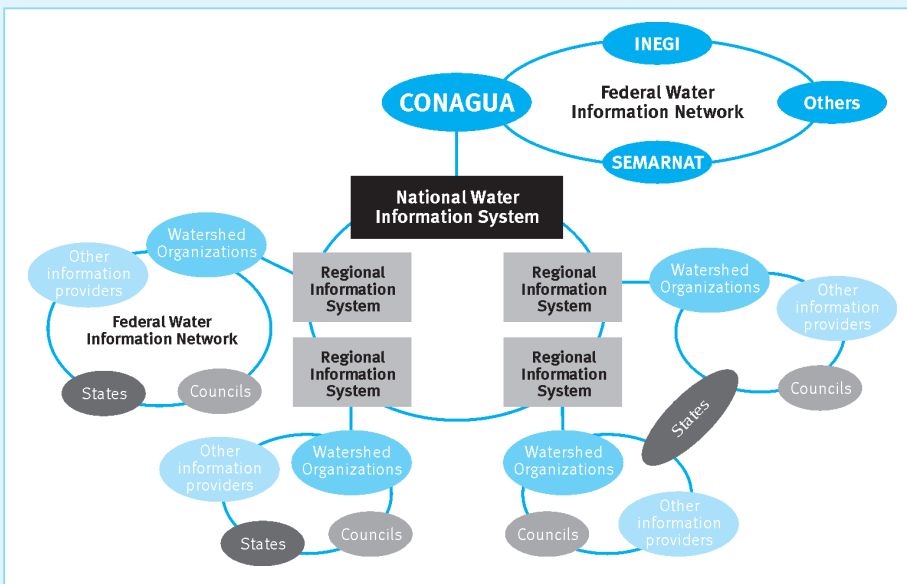 INEGI
CONAGUA
Federal Water
Information Network
Others
SEMARNAT
National Water
Information System
Watershed
Organizations
Other
information
providers
Regional
Information
System
Regional
Information
System
Watershed
Organizations
Other
information
providers
Federal Water
Information Network
Regional
Information
System
Regional
Information
System
States
Councils
States
Councils
Other
information
providers
Watershed
Organizations
Watershed
Organizations
Other
information
providers
States
Councils
Councils